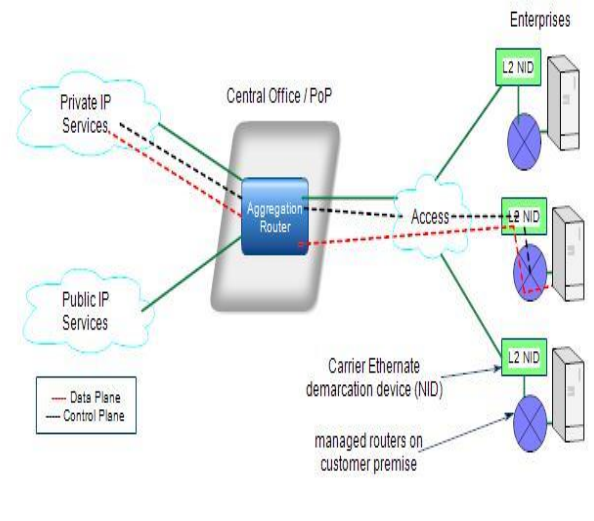 Enterprises
L2 NID
Private IP
Services
Central Office / PoP
Aggregation
Router
Access
L2 NID
Public IP
Services
L2 NID
Data Plane
Control Plane
Carrier Ethernate
demarcation device (NID)
managed routers on
customer premise